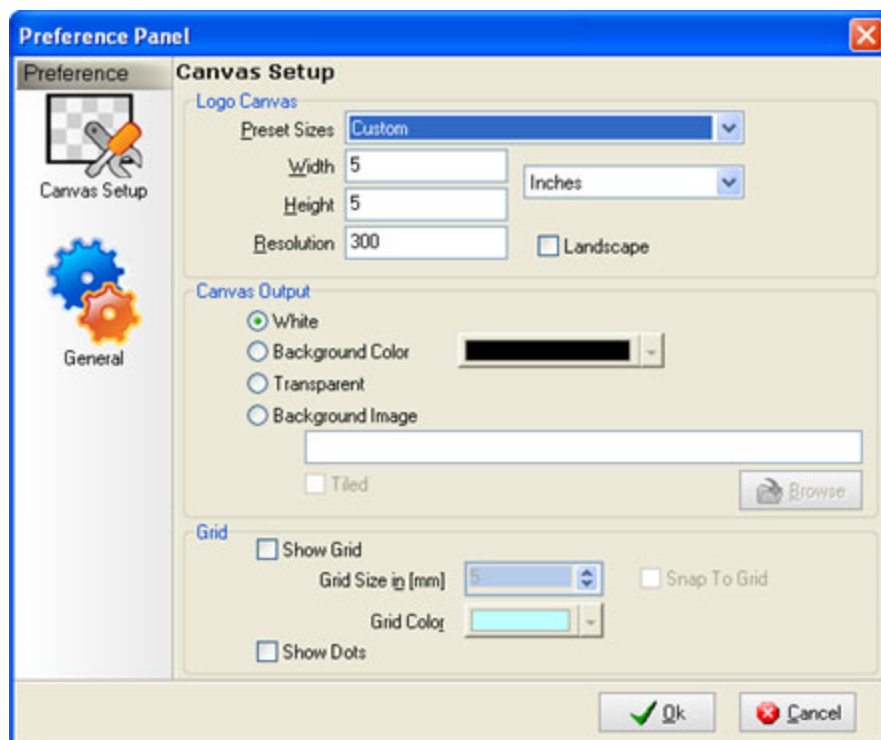 Preference Panel
Preference
Canvas Setup
General
Canvas Setup
Logo Canvas
Preset Sizes Custom
Width 5
Inches
Height 5
Resolution 300
Landscape
Canvas Output
White
Background Color
Transparent
Background Image
Tiled
Browse
Grid
Show Grid
Grid Size in [mm] 5
Snap To Grid
Grid Color
Show Dots
Ok
Cancel